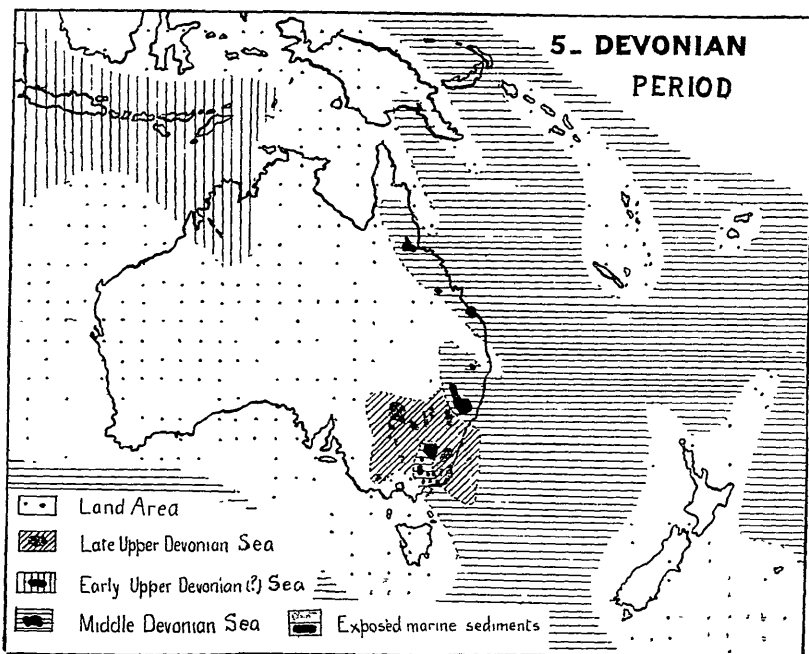 5_ DEVONIAN
PERIOD
Land Area
Late Upper Devonian Sea
Early Upper Devonian (?) Sea
Middle Devonian Sea
Exposed marine sediments